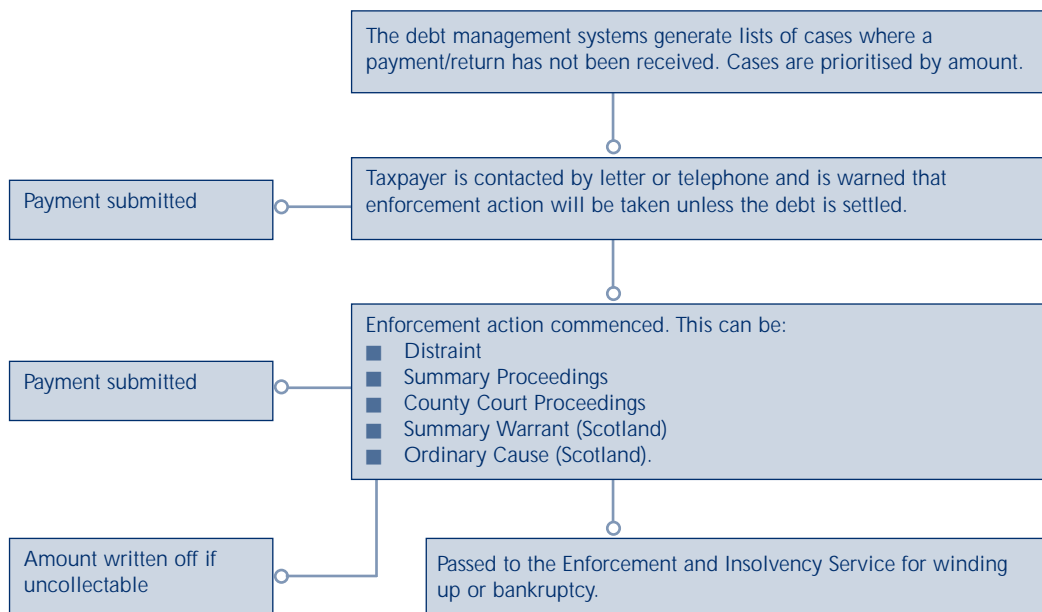 The debt management systems generate lists of cases where a
payment/return has not been received. Cases are prioritised by amount.
Payment submitted
Taxpayer is contacted by letter or telephone and is warned that
enforcement action will be taken unless the debt is settled.
Payment submitted
Enforcement action commenced. This can be:
■ Distraint
■ Summary Proceedings
■ County Court Proceedings
■ Summary Warrant (Scotland)
■ Ordinary Cause (Scotland).
Amount written off if
uncollectable
Passed to the Enforcement and Insolvency Service for winding
up or bankruptcy.